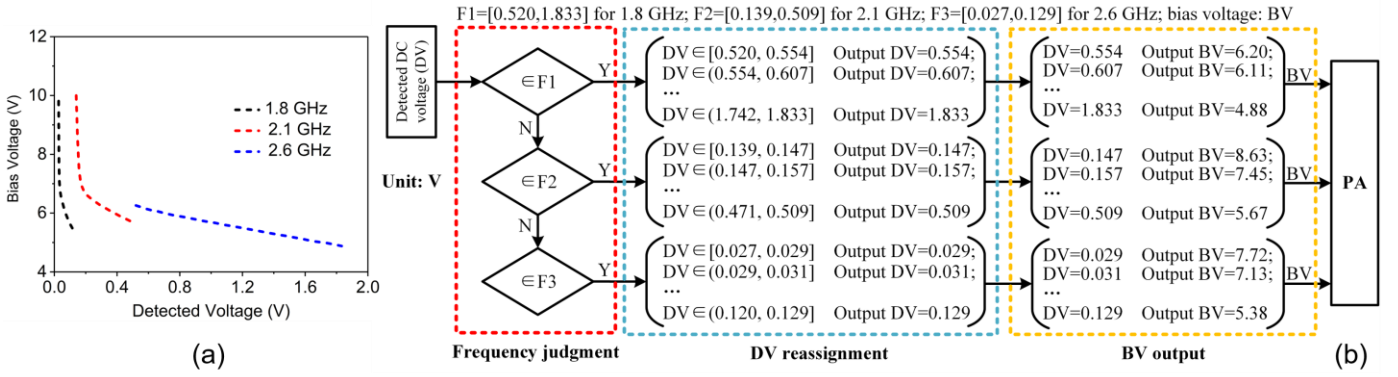 F1=[0.520,1.833] for 1.8 GHz; F2=[0.139,0.509] for 2.1 GHz; F3=[0.027,0.129] for 2.6 GHz; bias voltage: BV
12
10
8
6
4
Bias Voltage (V)
1.8 GHz
2.1 GHz
2.6 GHz
0.0 0.4 0.8 1.2 1.6 2.0
Detected Voltage (V)
(a)
Detected DC
voltage (DV)
Unit: V
∈F1
Y
N
∈F2
Y
N
∈F3
Y
Frequency judgment
DV∈[0.520, 0.554] Output DV=0.554;
DV∈(0.554, 0.607] Output DV=0.607;
...
DV∈(1.742, 1.833] Output DV=1.833
DV∈[0.139, 0.147] Output DV=0.147;
DV∈(0.147, 0.157] Output DV=0.157;
...
DV∈(0.471, 0.509] Output DV=0.509
DV∈[0.027, 0.029] Output DV=0.029;
DV∈(0.029, 0.031] Output DV=0.031;
...
DV∈(0.120, 0.129] Output DV=0.129
DV reassignment
DV=0.554 Output BV=6.20;
DV=0.607 Output BV=6.11;
...
DV=1.833 Output BV=4.88
DV=0.147 Output BV=8.63;
DV=0.157 Output BV=7.45;
...
DV=0.509 Output BV=5.67
DV=0.029 Output BV=7.72;
DV=0.031 Output BV=7.13;
...
DV=0.129 Output BV=5.38
BV output
BV
BV
BV
PA
(b)